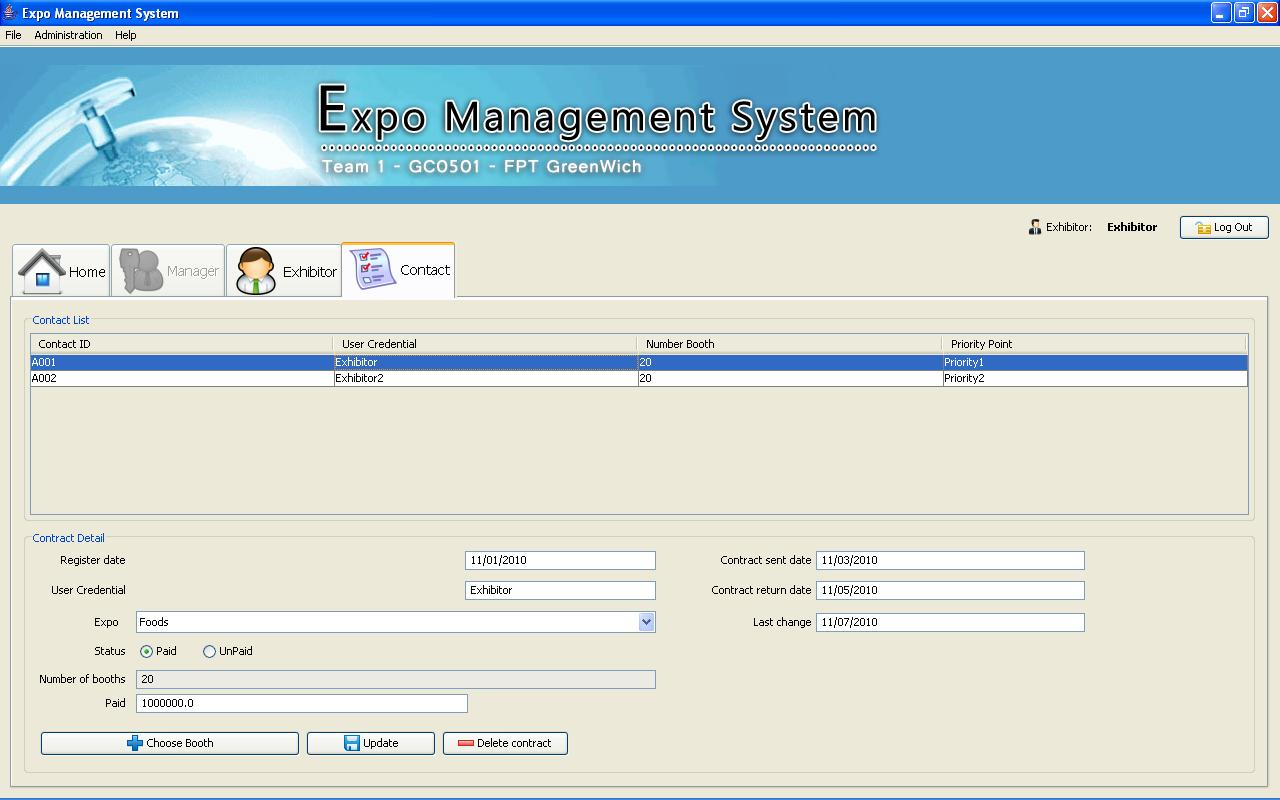 Expo Management System
File Administration Help
Expo Management System
Team 1 - GC0501 - FPT GreenWich
Exhibitor: Exhibitor Log Out
Home Manager Exhibitor Contact
Contact List
Contact ID User Credential Number Booth Priority Point
A001 Exhibitor 20 Priority1
A002 Exhibitor2 20 Priority2
Contract Detail
Register date 11/01/2010 Contract sent date 11/03/2010
User Credential Exhibitor Contract return date 11/05/2010
Expo Foods Last change 11/07/2010
Status Paid UnPaid
Number of booths 20
Paid 1000000.0
Choose Booth Update Delete contract